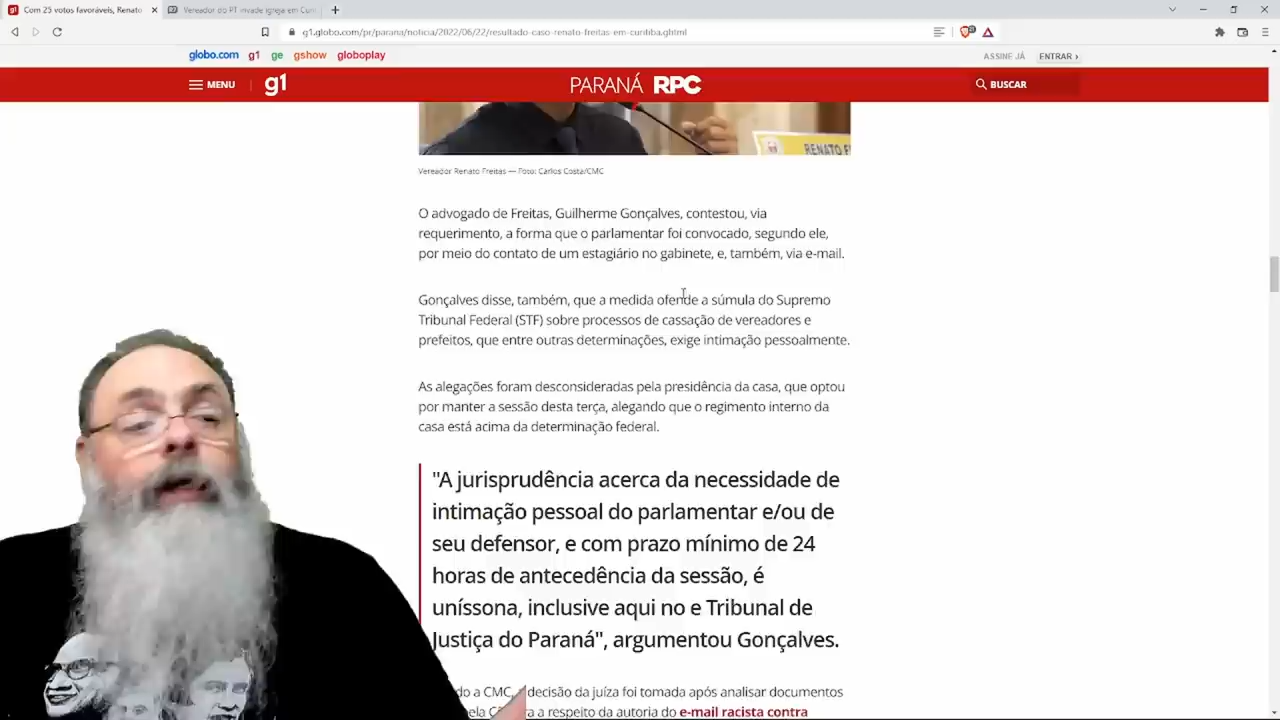 Com 25 votos favoráveis, Renato
Vereador do PT invade igreja em Curi
g1.globo.com/pr/parana/noticia/2022/06/22/resultado-caso-renato-freitas-em-curitiba.ghtml
globo.com g1 ge gshow globoplay
ASSINE JÁ ENTRAR ›
MENU g1 PARANÁ RPC BUSCAR
RENATO
Vereador Renato Freitas — Foto: Carlos Costa/CMC
O advogado de Freitas, Guilherme Gonçalves, contestou, via
requerimento, a forma que o parlamentar foi convocado, segundo ele,
por meio do contato de um estagiário no gabinete, e, também, via e-mail.
Gonçalves disse, também, que a medida ofende a súmula do Supremo
Tribunal Federal (STF) sobre processos de cassação de vereadores e
prefeitos, que entre outras determinações, exige intimação pessoalmente.
As alegações foram desconsideradas pela presidência da casa, que optou
por manter a sessão desta terça, alegando que o regimento interno da
casa está acima da determinação federal.
"A jurisprudência acerca da necessidade de
intimação pessoal do parlamentar e/ou de
seu defensor, e com prazo mínimo de 24
horas de antecedência da sessão, é
uníssona, inclusive aqui no e Tribunal de
Justiça do Paraná", argumentou Gonçalves.
do a CMC, a decisão da juíza foi tomada após analisar documentos
a respeito da autoria do e-mail racista contra